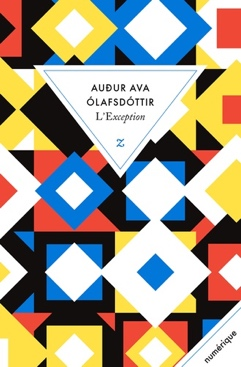 AUÐUR AVA
ÓLAFSDÓTTIR
L'Exception
z
numérique